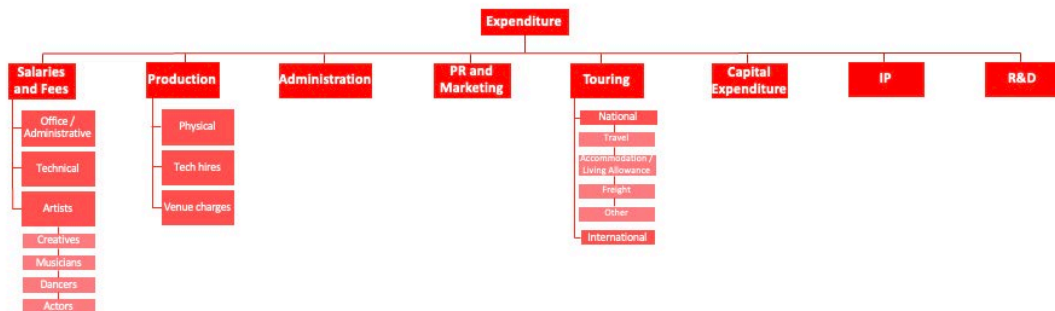 Expenditure
Salaries
and Fees
Production
Administration
PR and
Marketing
Touring
Capital
Expenditure
IP
R&D
Office /
Administrative
Technical
Artists
Creatives
Musicians
Dancers
Actors
Physical
Tech hires
Venue charges
National
Travel
Accommodation /
Living Allowance
Freight
Other
International